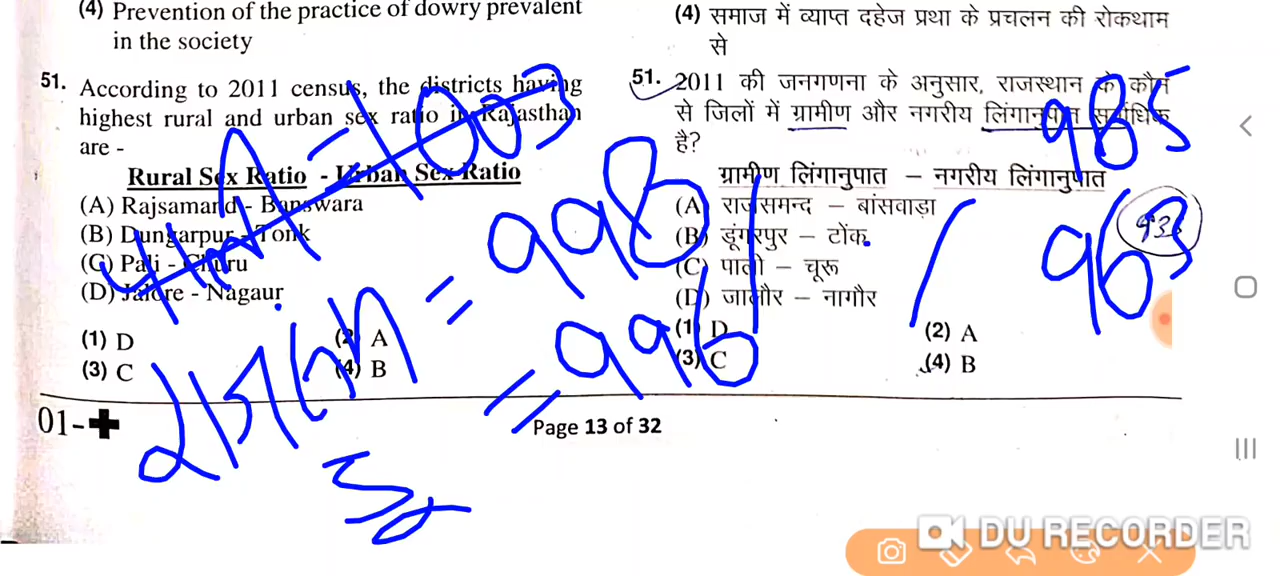 (4) Prevention of the practice of dowry prevalent
in the society
51. According to 2011 census, the districts having
highest rural and urban sex ratio in Rajasthan
are -
Rural Sex Ratio - Urban Sex Ratio
(A) Rajsamand - Banswara
(B) Dungarpur - Tonk
(C) Pali - Churu
(D) Jalore - Nagaur
(1) D
(2) A
(3) C
(4) B
01-+
Page 13 of 32
(4) समाज में व्याप्त दहेज प्रथा के प्रचलन की रोकथाम
से
51. 2011 की जनगणना के अनुसार, राजस्थान के कौन
से जिलों में ग्रामीण और नगरीय लिंगानुपात सर्वाधिक
है?
ग्रामीण लिंगानुपात – नगरीय लिंगानुपात
(A) राजसमन्द – बांसवाड़ा
(B) डूंगरपुर – टोंक
(C) पाली – चूरू
(D) जालौर – नागौर
(1) D
(2) A
(3) C
(4) B
= 1003
= 998
= 996
985
963
DU RECORDER